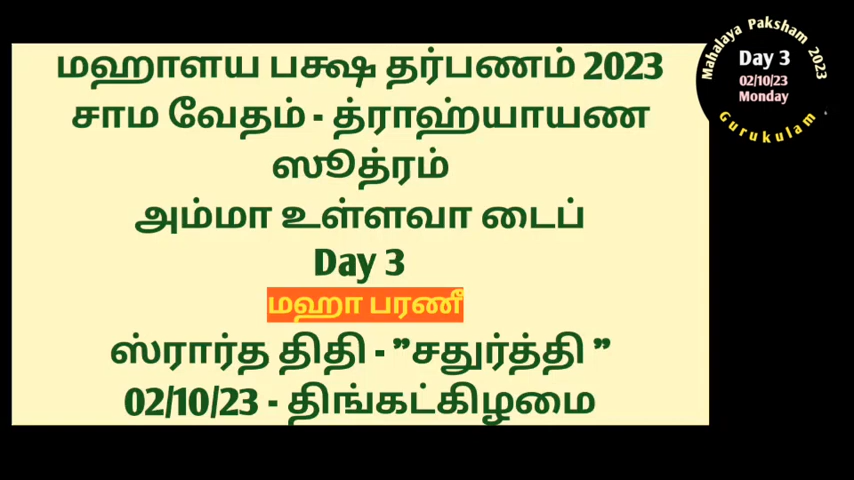 மஹாளய பக்ஷ தர்பணம் 2023
சாம வேதம் - த்ராஹ்யாயண
ஸூத்ரம்
அம்மா உள்ளவா டைப்
Day 3
மஹா பரணீ
ஸ்ரார்த திதி - ”சதுர்த்தி ”
02/10/23 - திங்கட்கிழமை
Mahalaya Paksham 2023
Day 3
02/10/23
Monday
Gurukulam